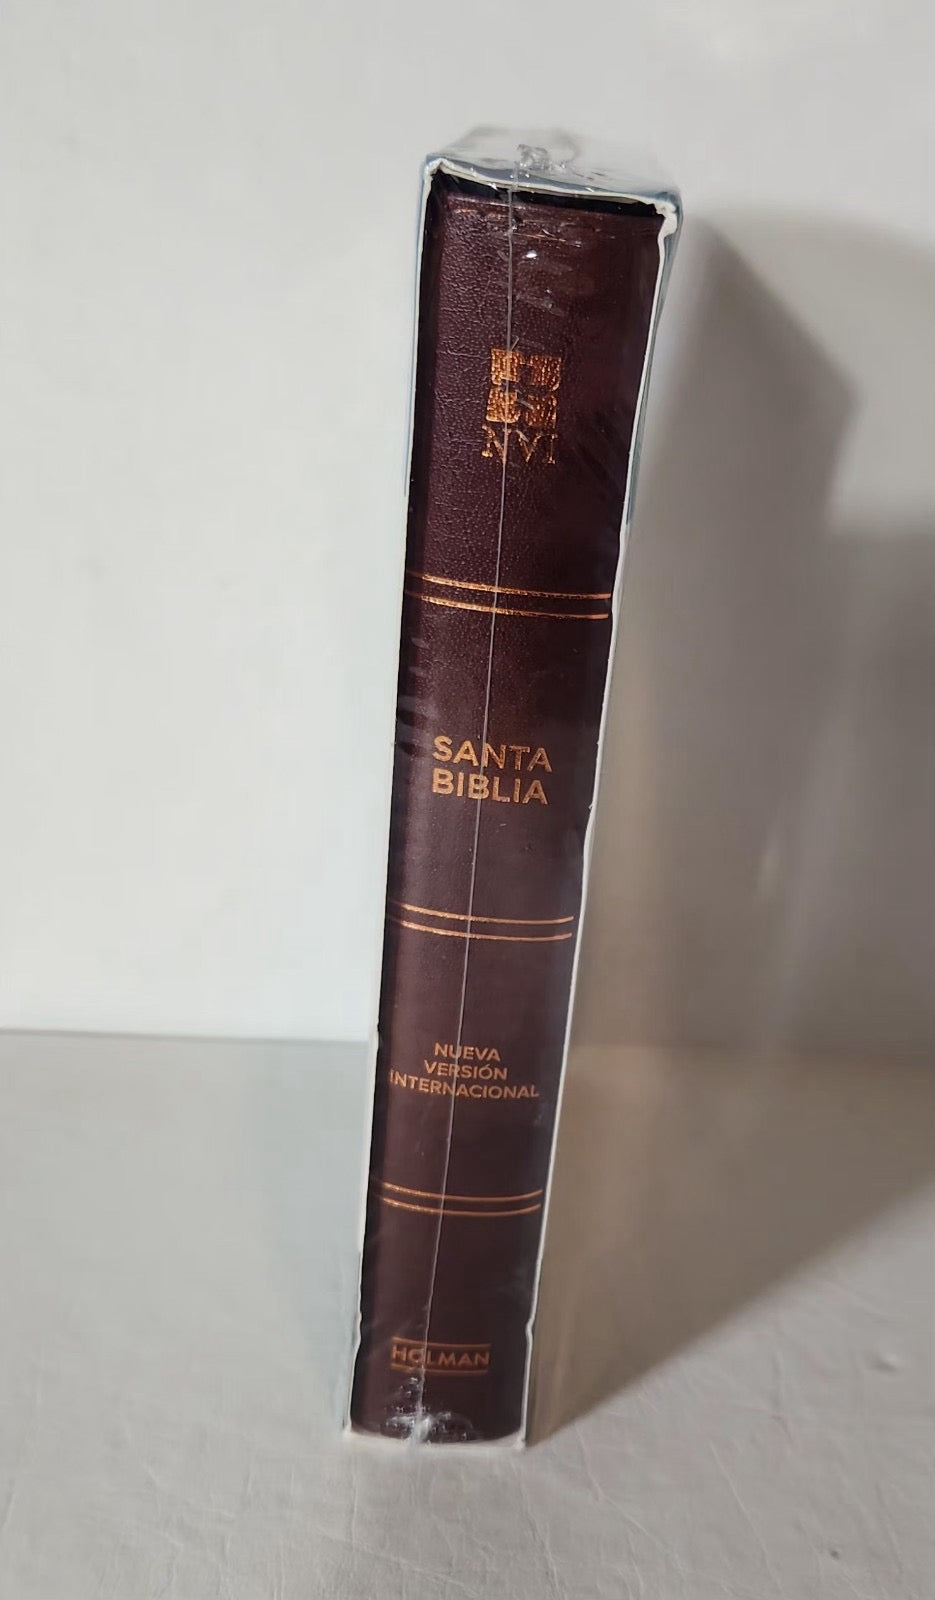 NVI
SANTA
BIBLIA
NUEVA
VERSIÓN
INTERNACIONAL
HOLMAN